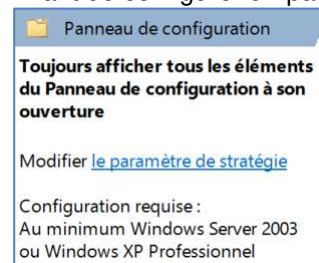 Panneau de configuration
Toujours afficher tous les éléments
du Panneau de configuration à son
ouverture
Modifier le paramètre de stratégie
Configuration requise :
Au minimum Windows Server 2003
ou Windows XP Professionnel